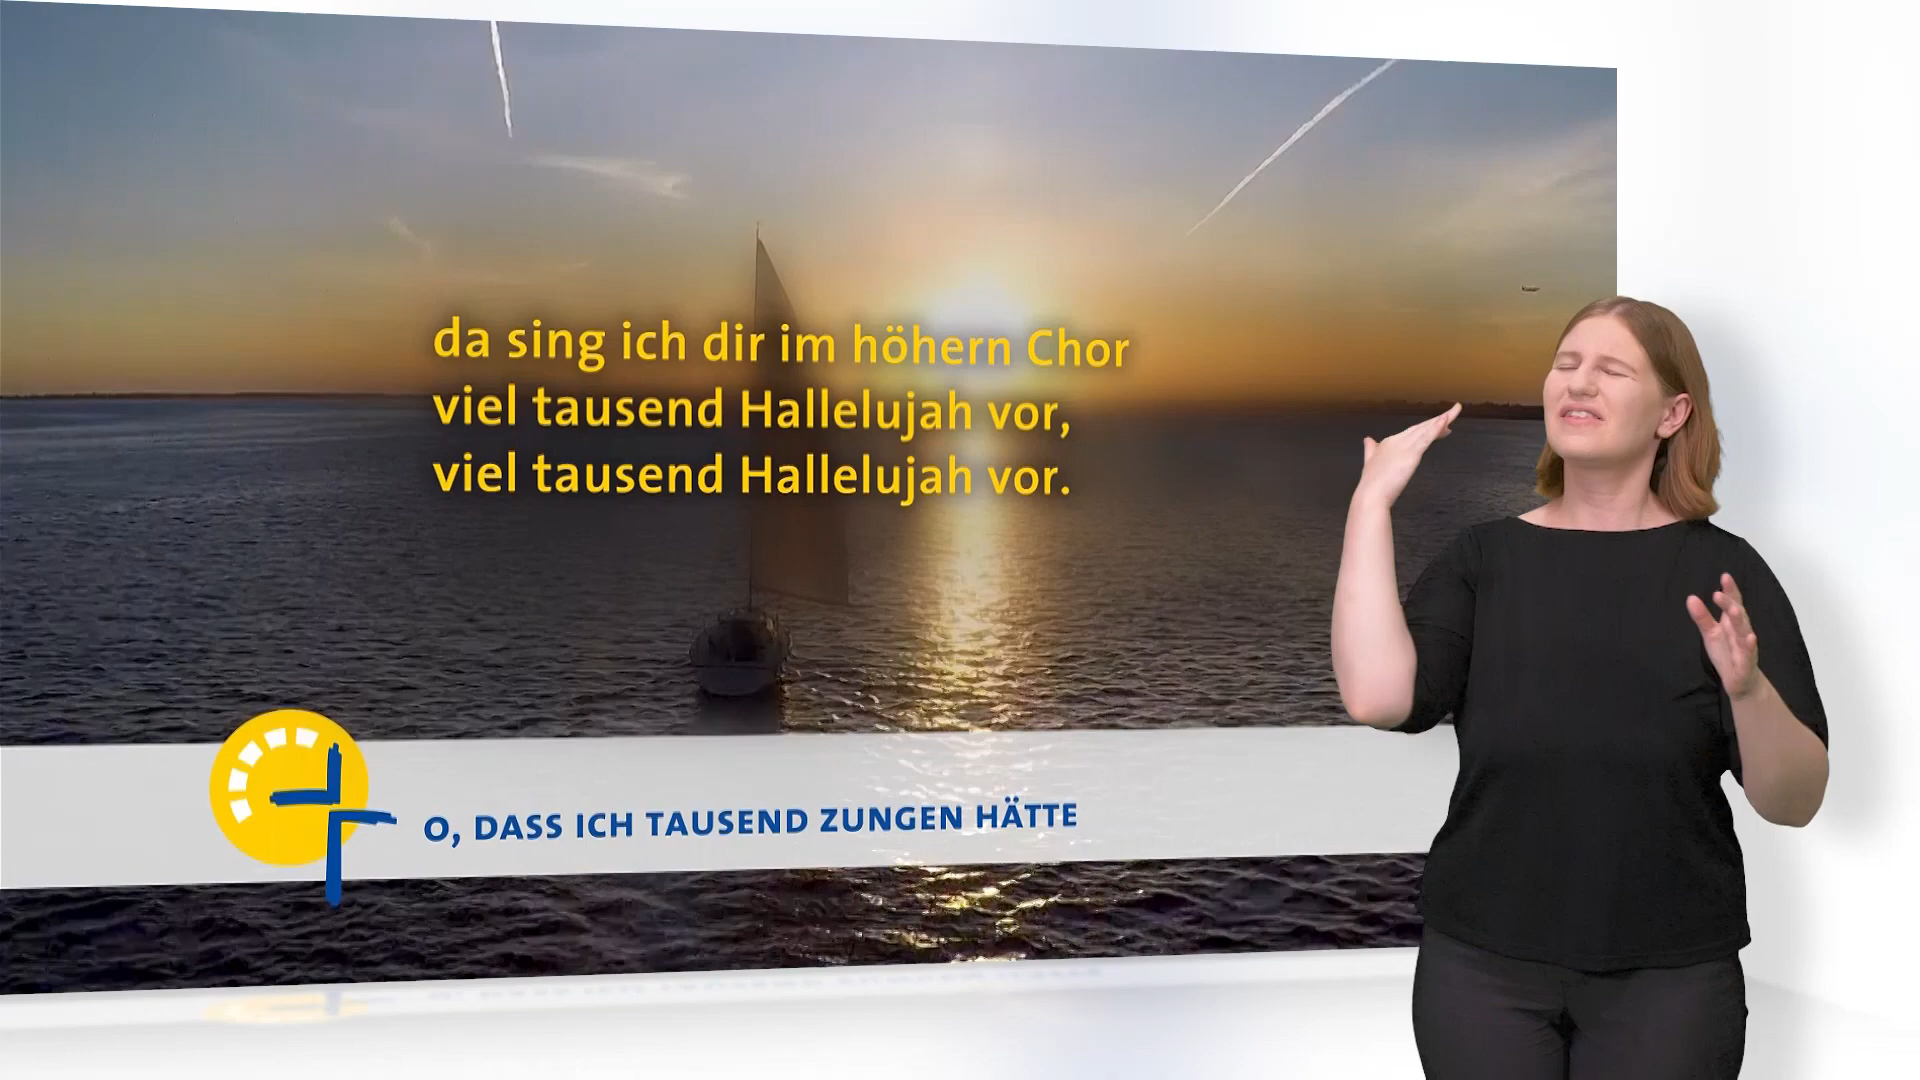 da sing ich dir im höhern Chor
viel tausend Hallelujah vor,
viel tausend Hallelujah vor.
O, DASS ICH TAUSEND ZUNGEN HÄTTE